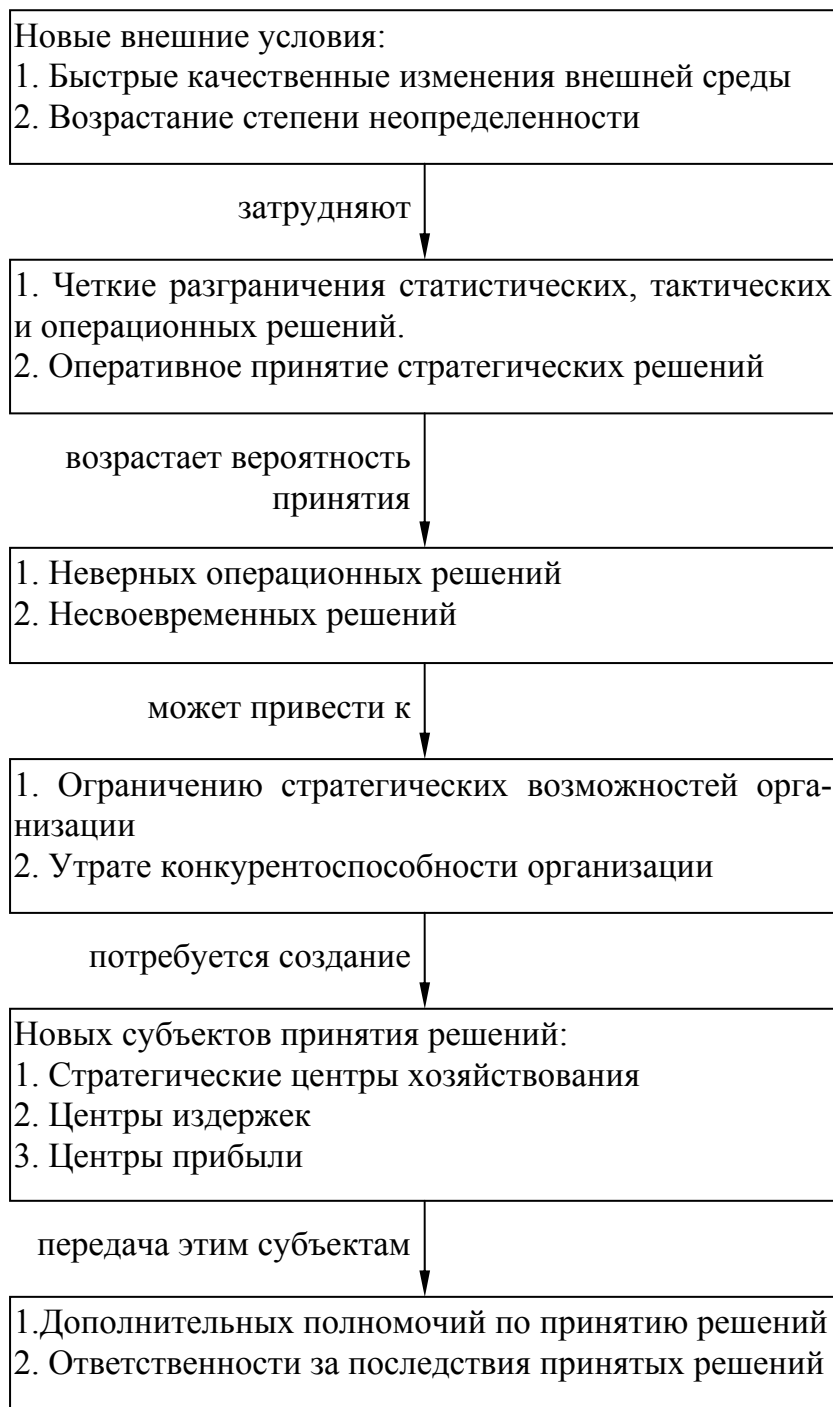 Новые внешние условия:
1. Быстрые качественные изменения внешней среды
2. Возрастание степени неопределенности
затрудняют
1. Четкие разграничения статистических, тактических
и операционных решений.
2. Оперативное принятие стратегических решений
возрастает вероятность
принятия
1. Неверных операционных решений
2. Несвоевременных решений
может привести к
1. Ограничению стратегических возможностей орга-
низации
2. Утрате конкурентоспособности организации
потребуется создание
Новых субъектов принятия решений:
1. Стратегические центры хозяйствования
2. Центры издержек
3. Центры прибыли
передача этим субъектам
1.Дополнительных полномочий по принятию решений
2. Ответственности за последствия принятых решений